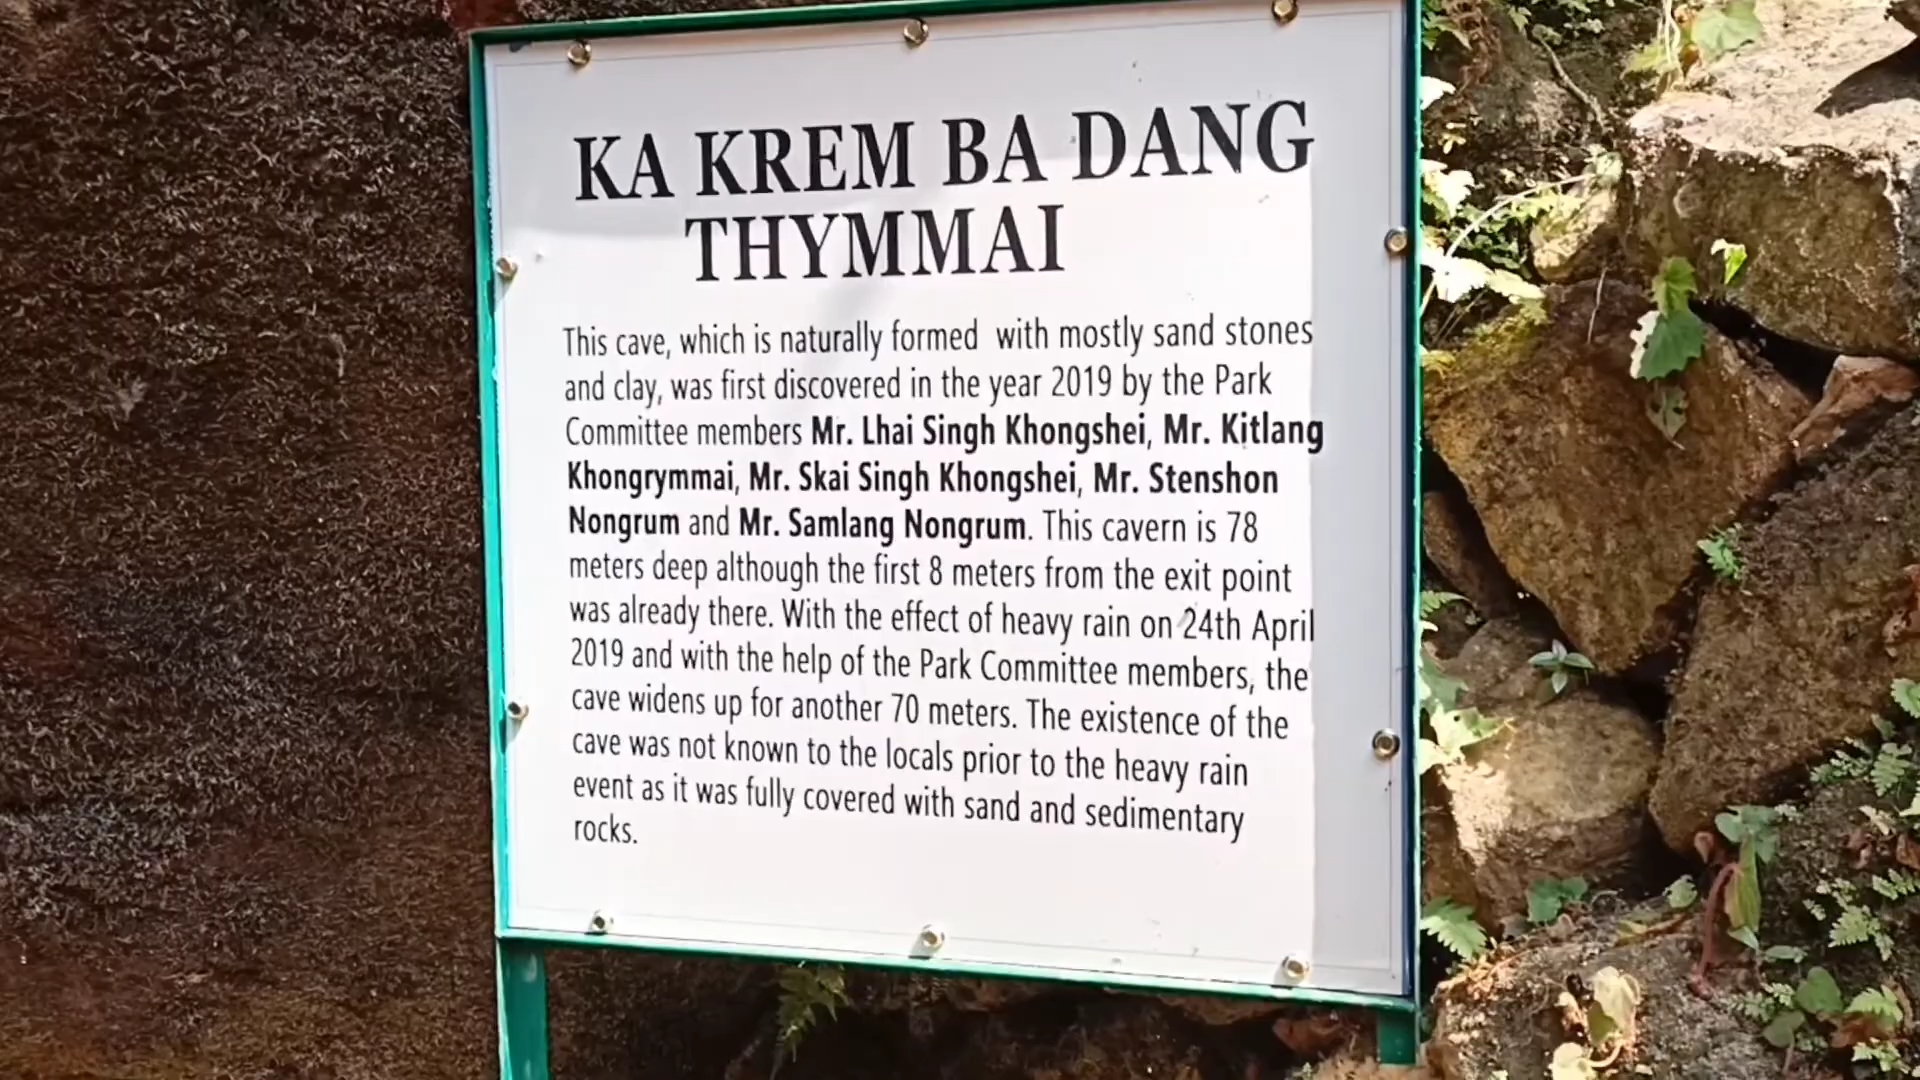 KA KREM BA DANG
THYMMAI
This cave, which is naturally formed with mostly sand stones
and clay, was first discovered in the year 2019 by the Park
Committee members Mr. Lhai Singh Khongshei, Mr. Kitlang
Khongrymmai, Mr. Skai Singh Khongshei, Mr. Stenshon
Nongrum and Mr. Samlang Nongrum. This cavern is 78
meters deep although the first 8 meters from the exit point
was already there. With the effect of heavy rain on 24th April
2019 and with the help of the Park Committee members, the
cave widens up for another 70 meters. The existence of the
cave was not known to the locals prior to the heavy rain
event as it was fully covered with sand and sedimentary
rocks.